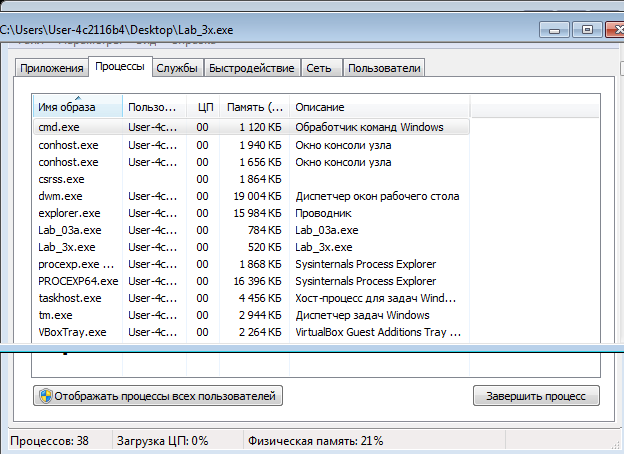 C:\Users\User-4c2116b4\Desktop\Lab_3x.exe
Приложения Процессы Службы Быстродействие Сеть Пользователи
Имя образа Пользо... ЦП Память (... Описание
cmd.exe User-4c... 00 1 120 КБ Обработчик команд Windows
conhost.exe User-4c... 00 1 940 КБ Окно консоли узла
conhost.exe User-4c... 00 1 656 КБ Окно консоли узла
csrss.exe 00 1 864 КБ
dwm.exe User-4c... 00 19 004 КБ Диспетчер окон рабочего стола
explorer.exe User-4c... 00 15 984 КБ Проводник
Lab_03a.exe User-4c... 00 784 КБ Lab_03a.exe
Lab_3x.exe User-4c... 00 520 КБ Lab_3x.exe
procexp.exe ... User-4c... 00 1 868 КБ Sysinternals Process Explorer
PROCEXP64.exe User-4c... 00 16 396 КБ Sysinternals Process Explorer
taskhost.exe User-4c... 00 4 456 КБ Хост-процесс для задач Wind...
tm.exe User-4c... 00 2 944 КБ Диспетчер задач Windows
VBoxTray.exe User-4c... 00 2 264 КБ VirtualBox Guest Additions Tray ...
Отображать процессы всех пользователей Завершить процесс
Процессов: 38 Загрузка ЦП: 0% Физическая память: 21%